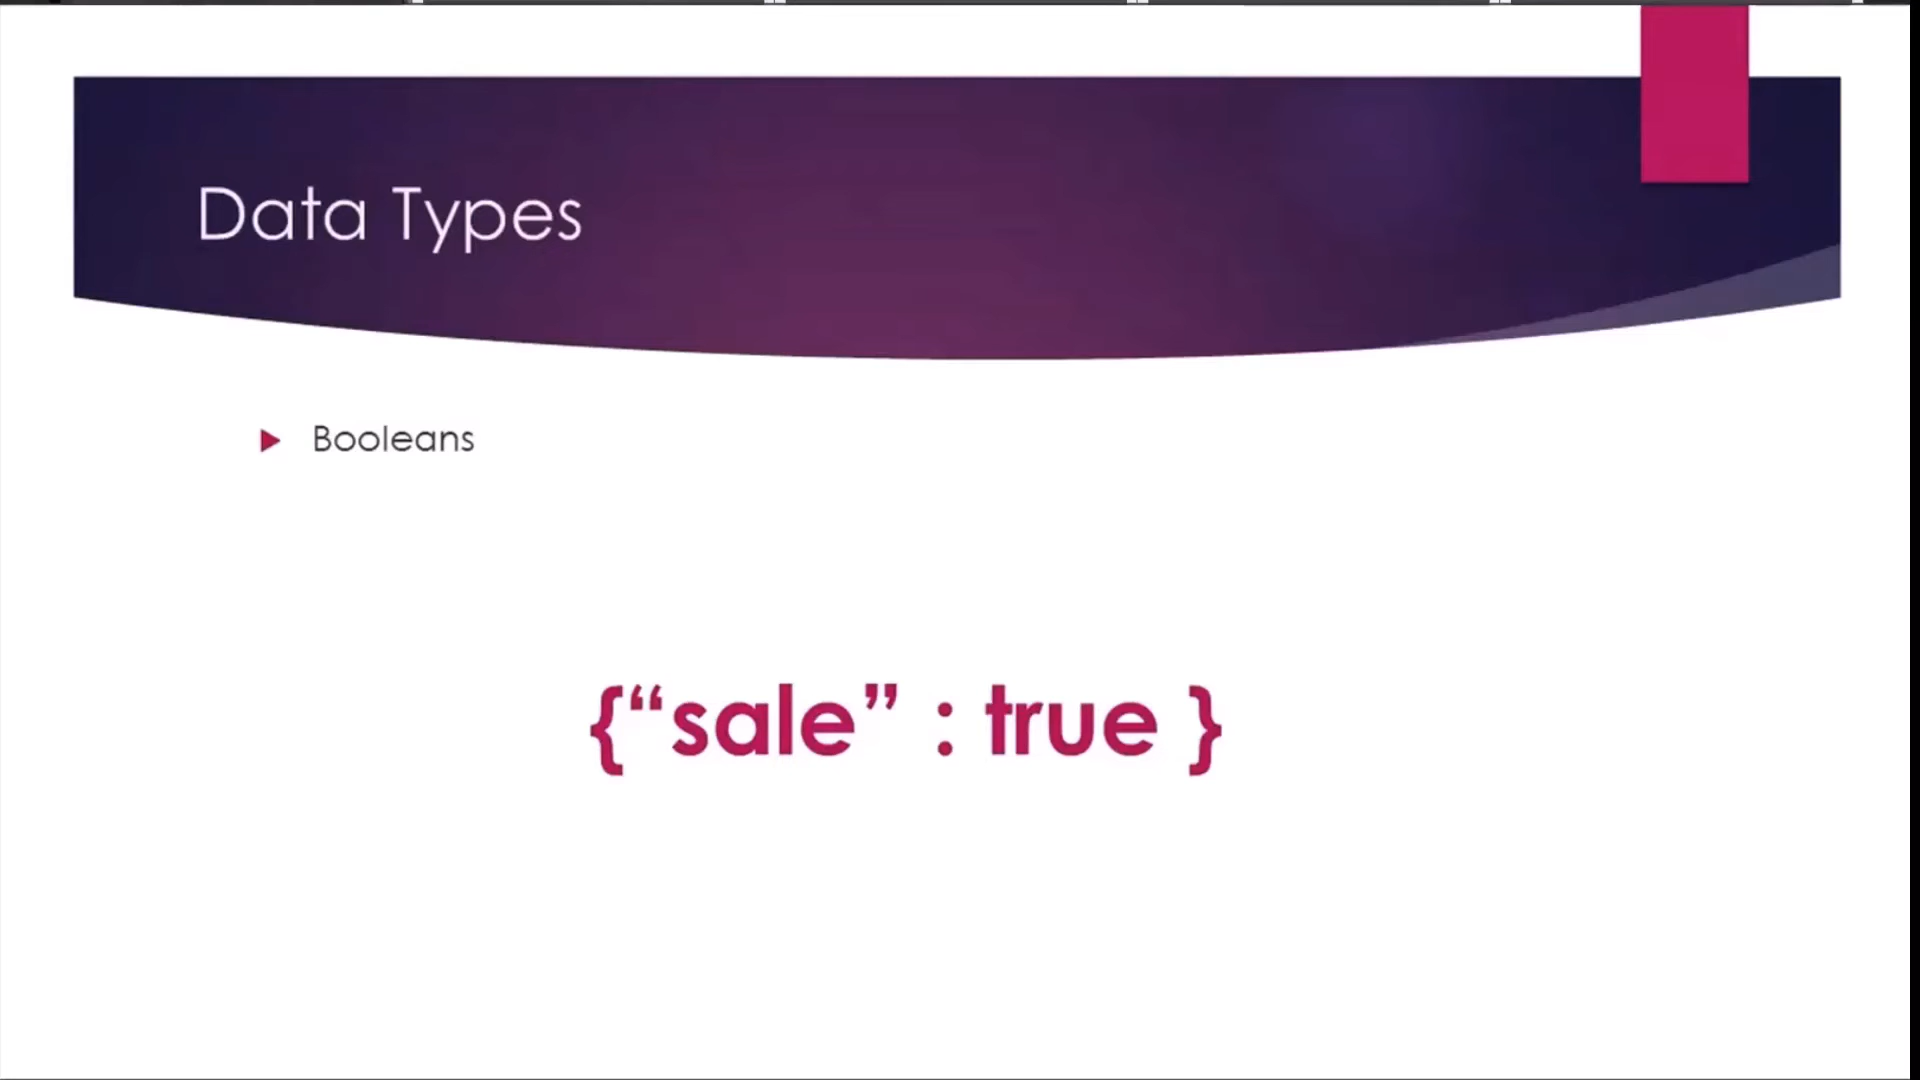 Data Types
Booleans
{“sale” : true }